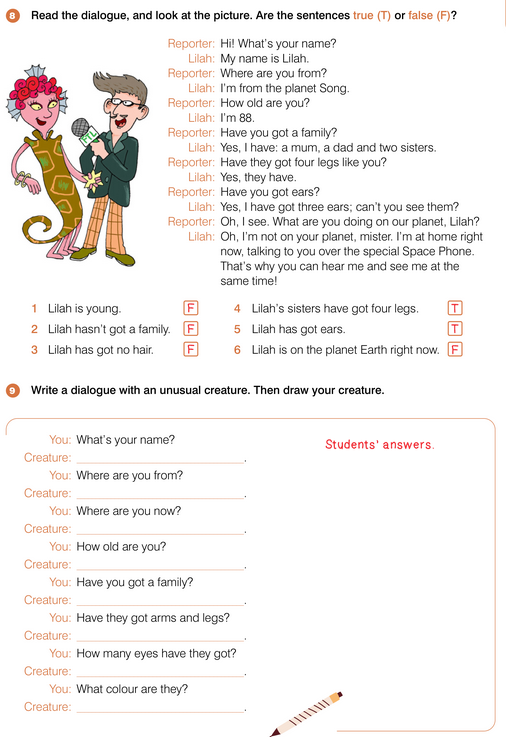 8 Read the dialogue, and look at the picture. Are the sentences true (T) or false (F)?
Reporter: Hi! What's your name?
Lilah: My name is Lilah.
Reporter: Where are you from?
Lilah: I'm from the planet Song.
Reporter: How old are you?
Lilah: I'm 88.
Reporter: Have you got a family?
Lilah: Yes, I have: a mum, a dad and two sisters.
Reporter: Have they got four legs like you?
Lilah: Yes, they have.
Reporter: Have you got ears?
Lilah: Yes, I have got three ears; can't you see them?
Reporter: Oh, I see. What are you doing on our planet, Lilah?
Lilah: Oh, I'm not on your planet, mister. I'm at home right
now, talking to you over the special Space Phone.
That's why you can hear me and see me at the
same time!
1 Lilah is young. F
2 Lilah hasn't got a family. F
3 Lilah has got no hair. F
4 Lilah's sisters have got four legs. T
5 Lilah has got ears. T
6 Lilah is on the planet Earth right now. F
9 Write a dialogue with an unusual creature. Then draw your creature.
You: What's your name?
Creature: .
You: Where are you from?
Creature: .
You: Where are you now?
Creature: .
You: How old are you?
Creature: .
You: Have you got a family?
Creature: .
You: Have they got arms and legs?
Creature: .
You: How many eyes have they got?
Creature: .
You: What colour are they?
Creature: .
Students' answers.